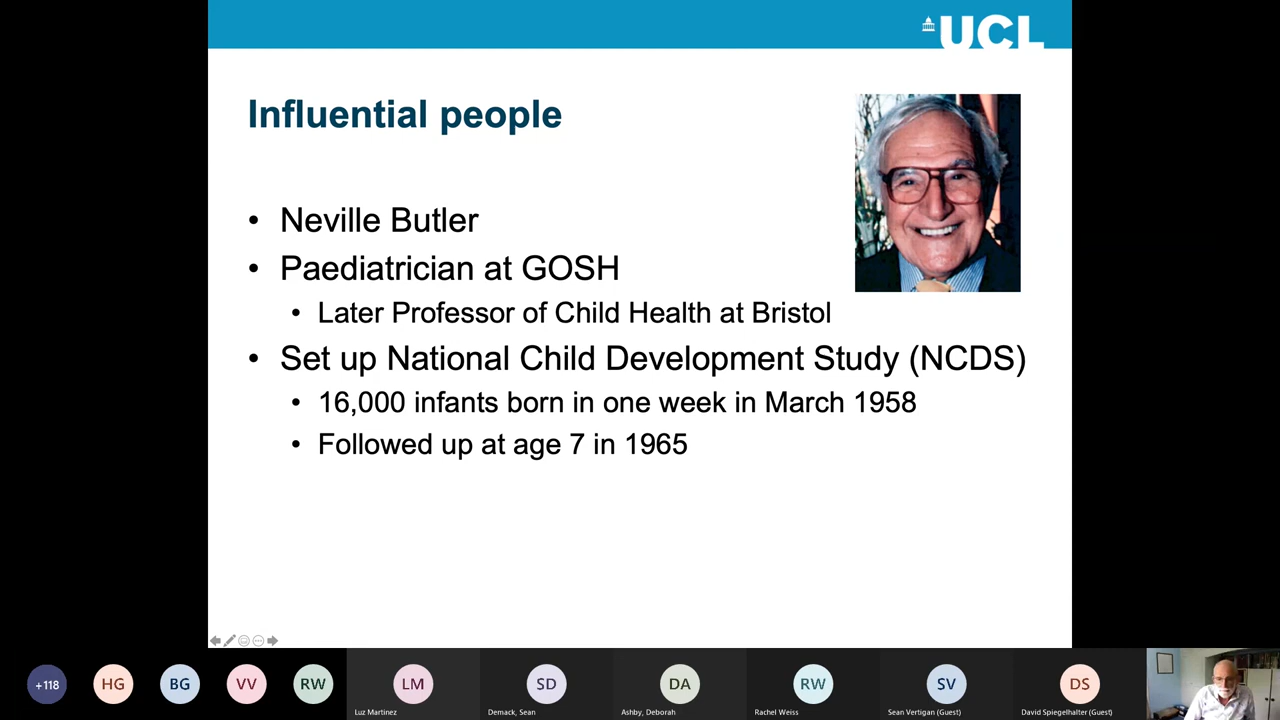 UCL
Influential people
• Neville Butler
• Paediatrician at GOSH
• Later Professor of Child Health at Bristol
• Set up National Child Development Study (NCDS)
• 16,000 infants born in one week in March 1958
• Followed up at age 7 in 1965
+118
HG
BG
VV
RW
LM
SD
DA
RW
SV
DS
Luz Martinez
Demack, Sean
Ashby, Deborah
Rachel Weiss
Sean Vertigan (Guest)
David Spiegelhalter (Guest)